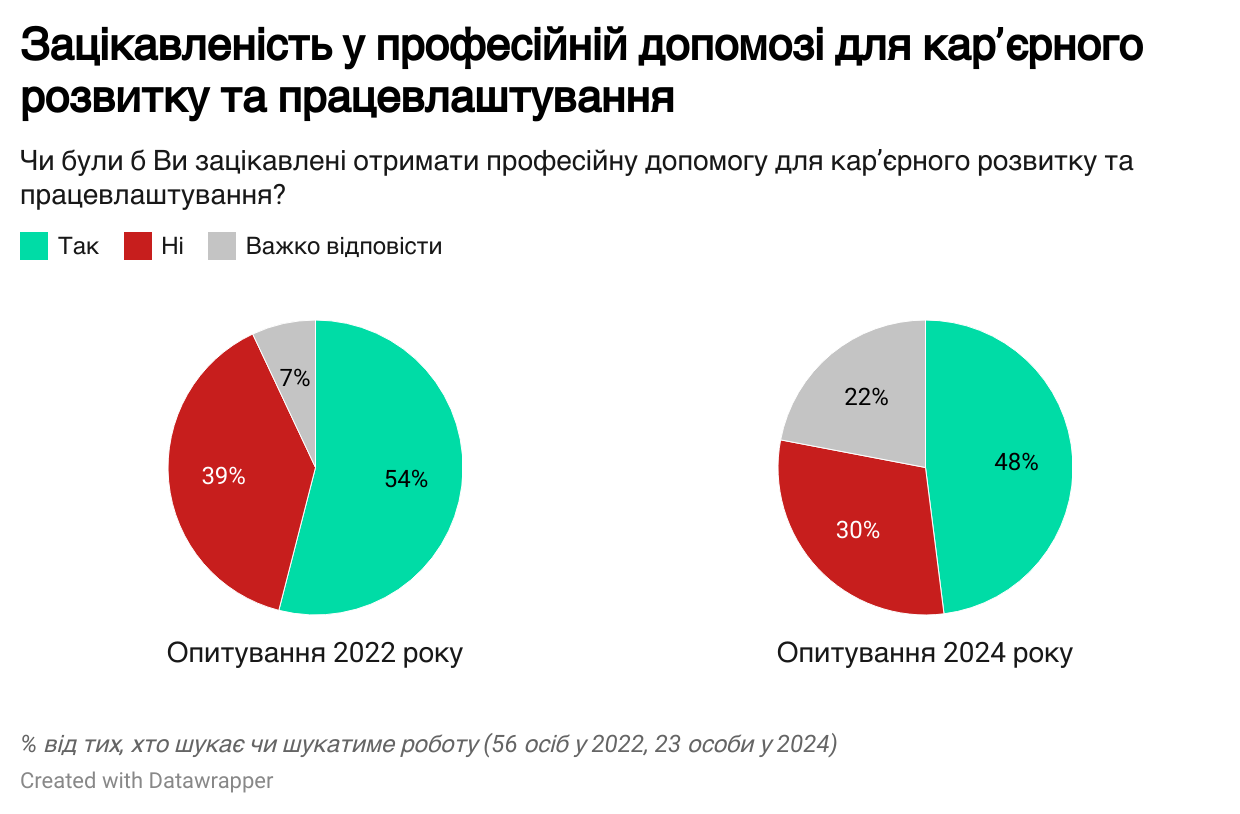 Зацікавленість у професійній допомозі для кар’єрного
розвитку та працевлаштування
Чи були б Ви зацікавлені отримати професійну допомогу для кар’єрного розвитку та
працевлаштування?
Так Ні Важко відповісти
7%
39%
54%
22%
48%
30%
Опитування 2022 року
Опитування 2024 року
% від тих, хто шукає чи шукатиме роботу (56 осіб у 2022, 23 особи у 2024)
Created with Datawrapper